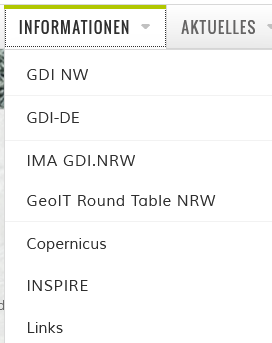 INFORMATIONEN AKTUELLES
GDI NW
GDI-DE
IMA GDI.NRW
GeoIT Round Table NRW
Copernicus
INSPIRE
Links